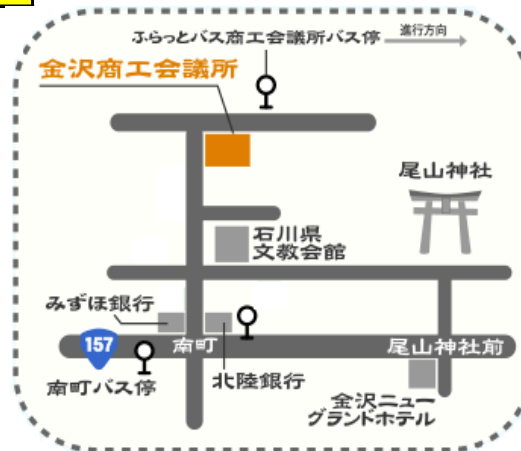 ふらっとバス商工会議所バス停
進行方向
金沢商工会議所
尾山神社
石川県
文教会館
みずほ銀行
157
南町
尾山神社前
南町バス停
北陸銀行
金沢ニュー
グランドホテル